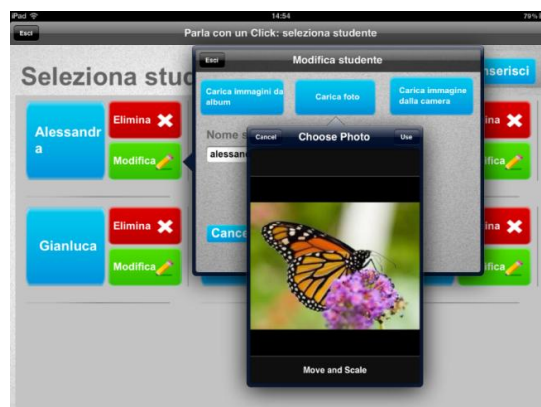 iPad 14:54 79%
Esci Parla con un Click: seleziona studente
Seleziona stud
nserisci
Esci Modifica studente
Carica immagini da
album
Carica foto
Carica immagine
dalla camera
Alessandr
a
Elimina
Modifica
Nome s
alessand
Cance
Cancel Choose Photo Use
Move and Scale
ina
ifica
Gianluca
Elimina
Modifica
ina
ifica